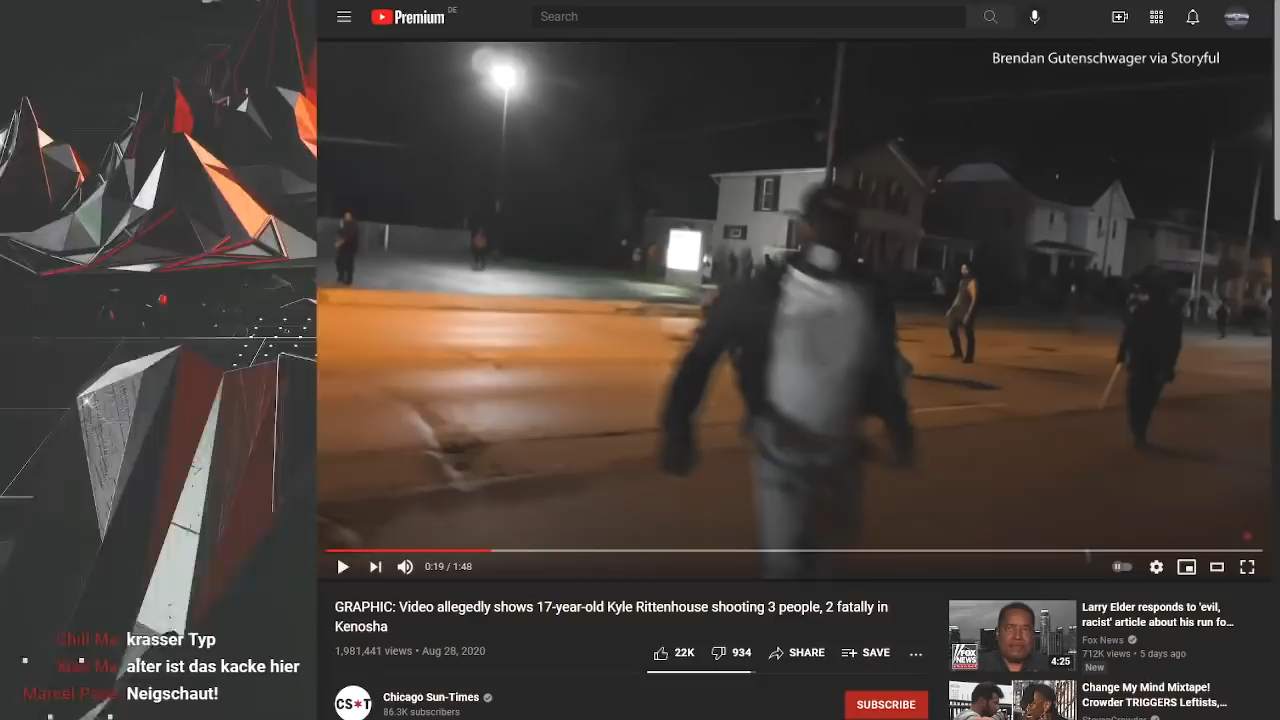 Premium DE
Search
Brendan Gutenschwager via Storyful
0:19 / 1:48
GRAPHIC: Video allegedly shows 17-year-old Kyle Rittenhouse shooting 3 people, 2 fatally in
Kenosha
1,981,441 views • Aug 28, 2020
22K
934
SHARE
SAVE
CS*T
Chicago Sun-Times
86.3K subscribers
SUBSCRIBE
FOX
NEWS
4:25
Larry Elder responds to 'evil,
racist' article about his run fo...
Fox News
712K views • 5 days ago
New
Change My Mind Mixtape!
Crowder TRIGGERS Leftists,...
krasser Typ
alter ist das kacke hier
Neigschaut!